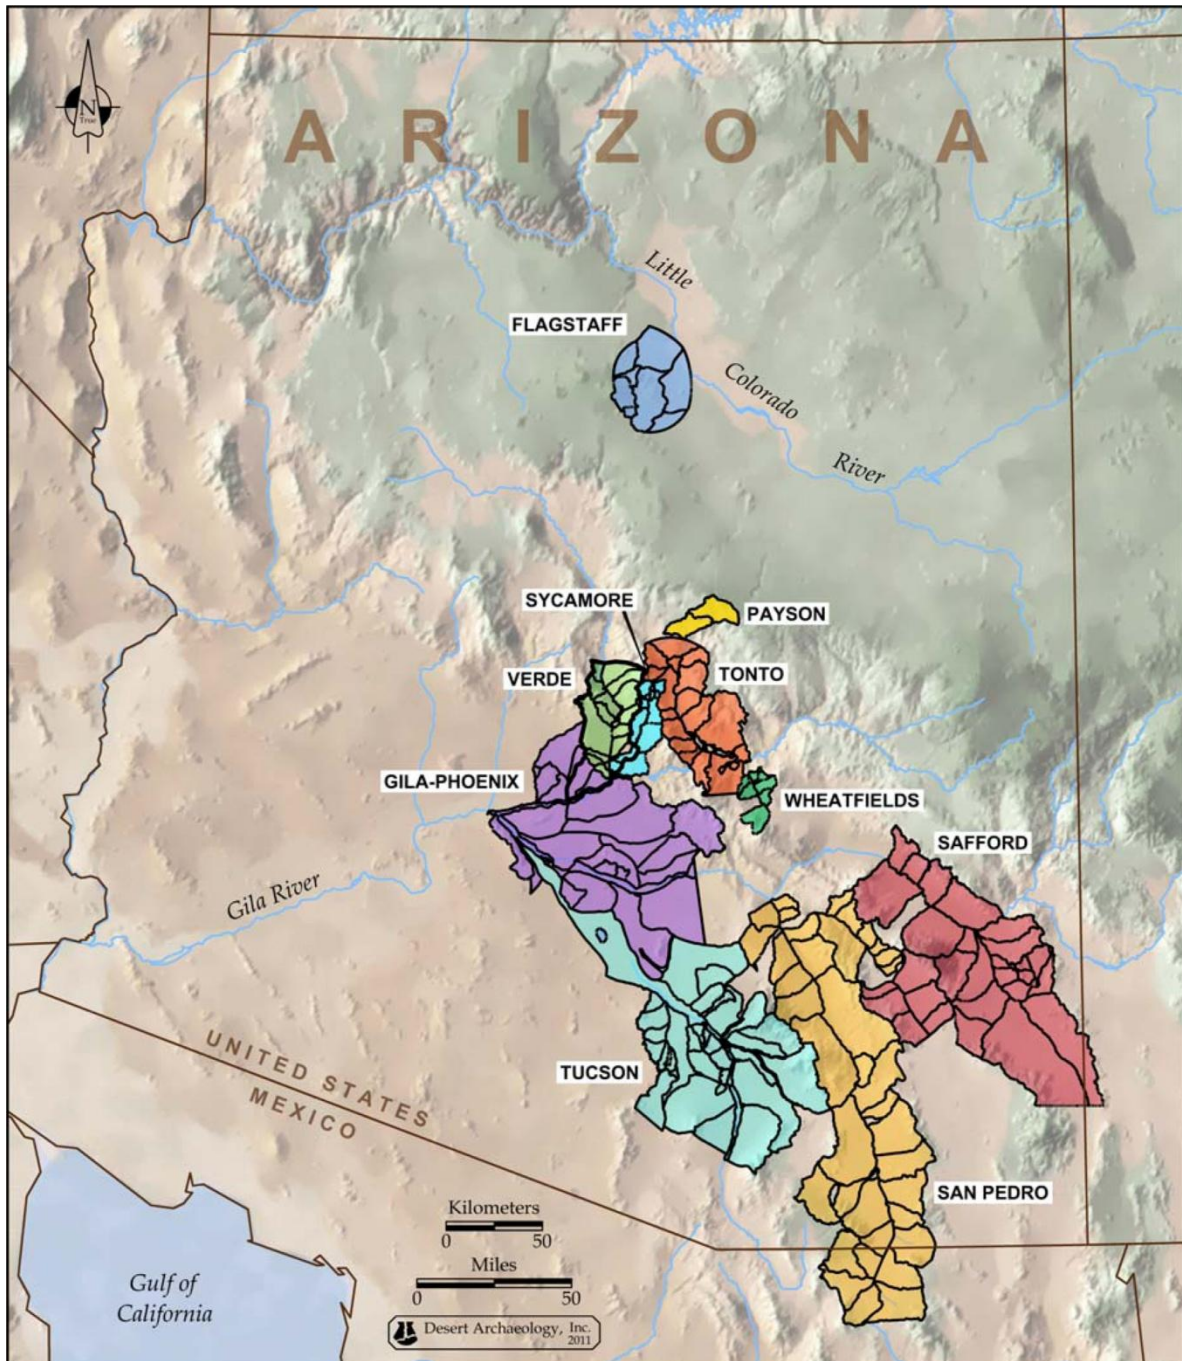 ARIZONA
N
True
Little
FLAGSTAFF
Colorado
River
SYCAMORE
PAYSON
VERDE
TONTO
GILA-PHOENIX
WHEATFIELDS
SAFFORD
Gila River
UNITED STATES
MEXICO
TUCSON
SAN PEDRO
Kilometers
0 50
Miles
0 50
Gulf of
California
Desert Archaeology, Inc.
2011